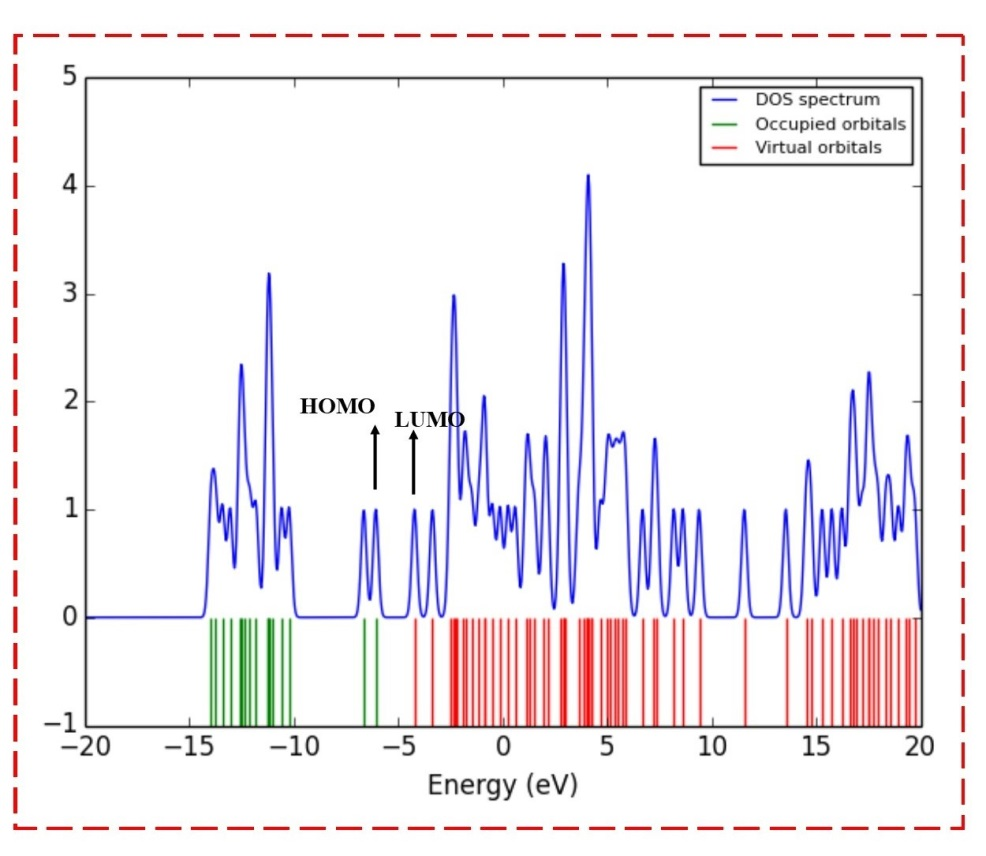 5
4
3
2
1
0
−1
DOS spectrum
Occupied orbitals
Virtual orbitals
HOMO
LUMO
−20 −15 −10 −5 0 5 10 15 20
Energy (eV)